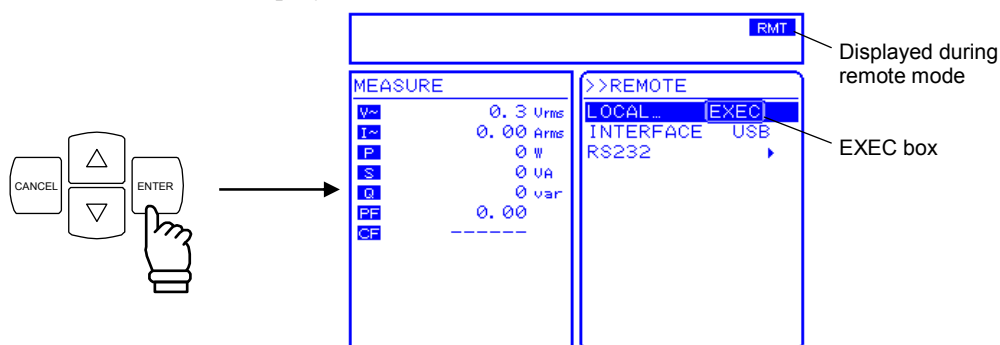 RMT
Displayed during
remote mode
MEASURE
V~ 0.3 Vrms
I~ 0.00 Arms
P 0 W
S 0 VA
Q 0 var
PF 0.00
CF ------
>>REMOTE
LOCAL… EXEC
INTERFACE USB
RS232
EXEC box
CANCEL
ENTER